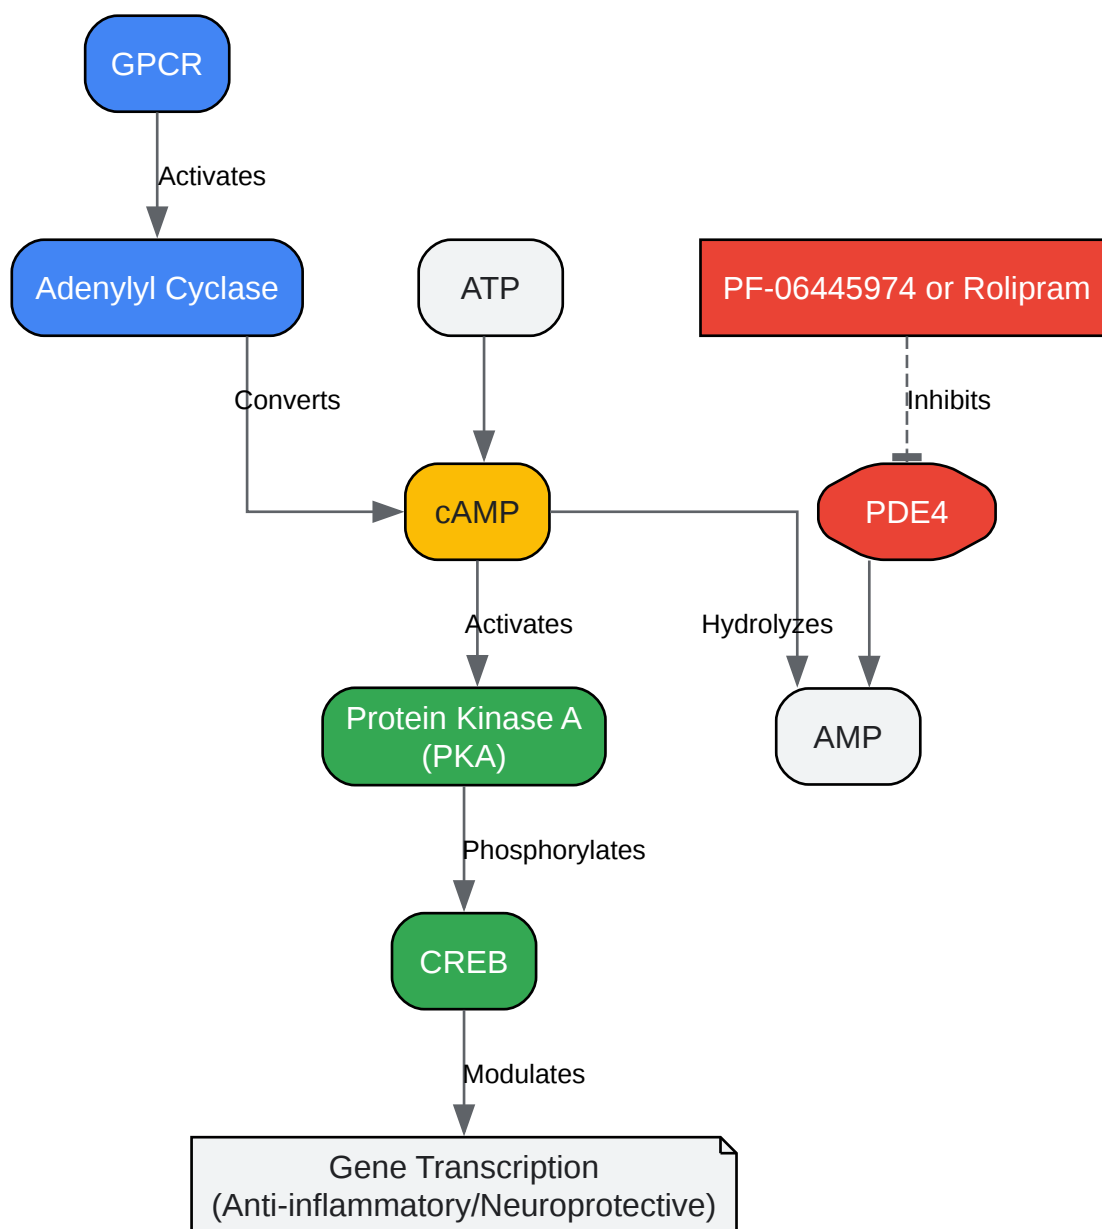 GPCR
Activates
Adenylyl Cyclase
ATP
PF-06445974 or Rolipram
Converts
Inhibits
cAMP
PDE4
Activates
Hydrolyzes
Protein Kinase A
(PKA)
AMP
Phosphorylates
CREB
Modulates
Gene Transcription
(Anti-inflammatory/Neuroprotective)